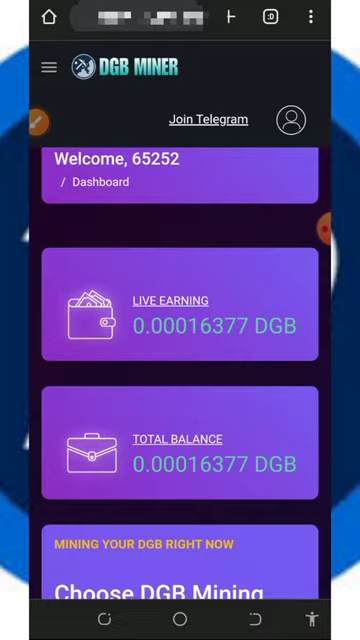 :D
DGB MINER
Join Telegram
Welcome, 65252
/ Dashboard
LIVE EARNING
0.00016377 DGB
TOTAL BALANCE
0.00016377 DGB
MINING YOUR DGB RIGHT NOW
Choose DGB Mining